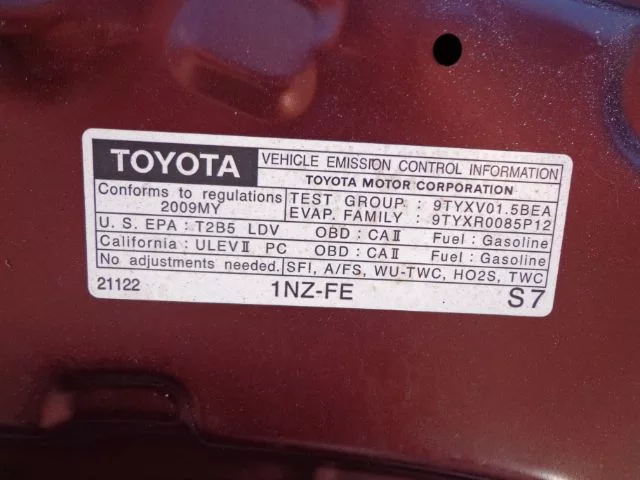 TOYOTA VEHICLE EMISSION CONTROL INFORMATION
TOYOTA MOTOR CORPORATION
Conforms to regulations TEST GROUP : 9TYXV01.5BEA
2009MY EVAP. FAMILY : 9TYXR0085P12
U. S. EPA : T2B5 LDV OBD : CAⅡ Fuel : Gasoline
California : ULEVⅡ PC OBD : CAⅡ Fuel : Gasoline
No adjustments needed. SFI, A/FS, WU-TWC, HO2S, TWC
21122 1NZ-FE S7